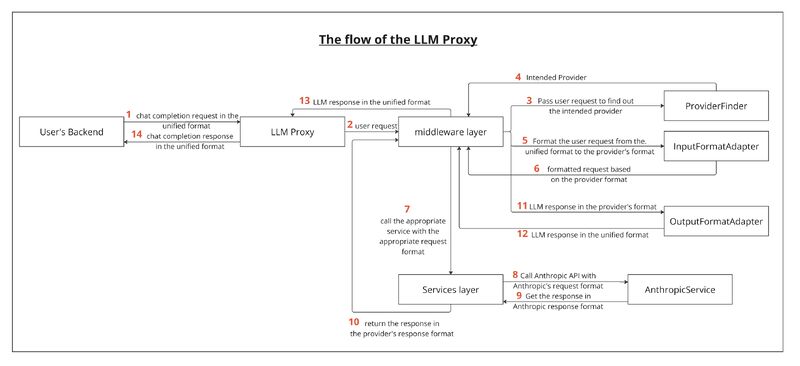 The flow of the LLM Proxy
4 Intended Provider
13 LLM response in the unified format
3 Pass user request to find out
the intended provider
ProviderFinder
1 chat completion request in the
unified format
14 chat completion response
in the unified format
User's Backend
LLM Proxy
2 user request
middleware layer
5 Format the user request from the.
unified format to the provider's format
InputFormatAdapter
6 formatted request based
on the provider format
7
call the appropriate
service with the
appropriate request
format
11 LLM response in the provider's format
12 LLM response in the unified format
OutputFormatAdapter
8 Call Anthropic API with
Anthropic's request format
9 Get the response in
Anthropic response format
Services layer
AnthropicService
10 return the response in
the provider's response format